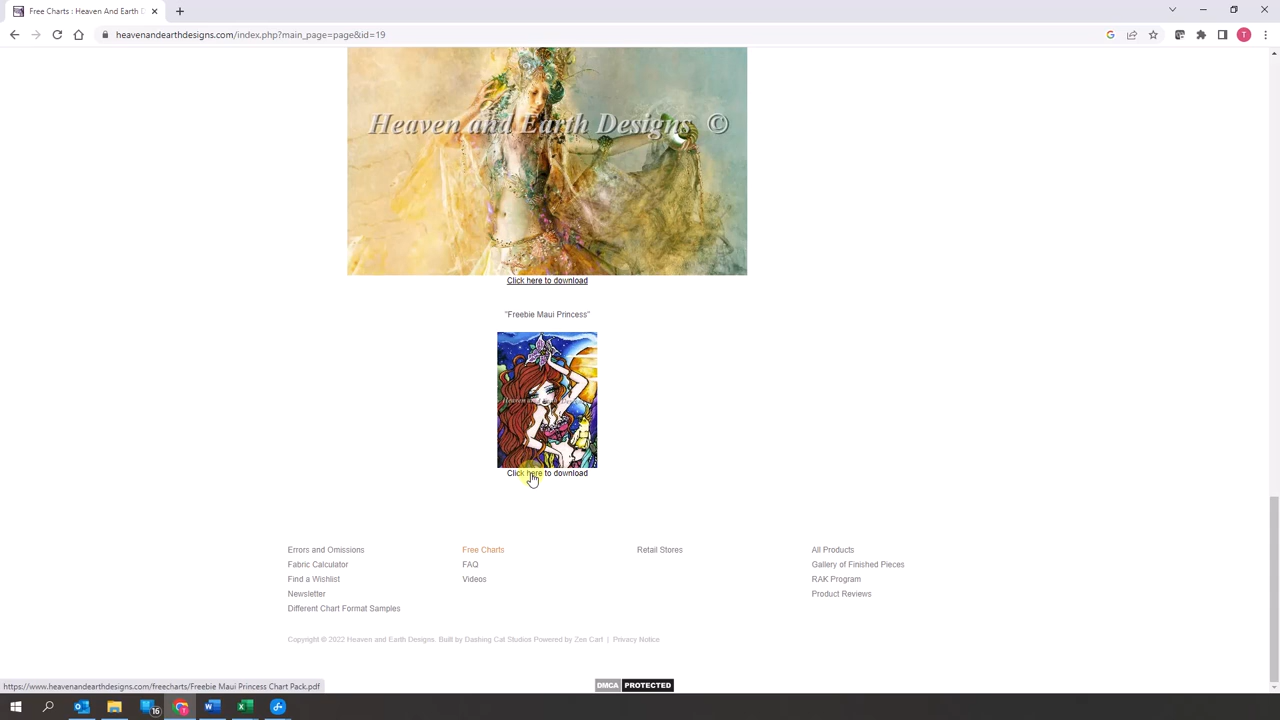 Free Charts : Heaven And Earth D
heavenandearthdesigns.com/index.php?main_page=page&id=19
T
Heaven and Earth Designs ©
Click here to download
"Freebie Maui Princess"
Heaven and Earth
Click here to download
Errors and Omissions
Free Charts
Retail Stores
All Products
Fabric Calculator
FAQ
Gallery of Finished Pieces
Find a Wishlist
Videos
RAK Program
Newsletter
Product Reviews
Different Chart Format Samples
Copyright © 2022 Heaven and Earth Designs. Built by Dashing Cat Studios Powered by Zen Cart | Privacy Notice
https://www.heavenandearthdesigns.com/freecharts/Freebie Maui Princess Chart Pack.pdf
DMCA PROTECTED
16